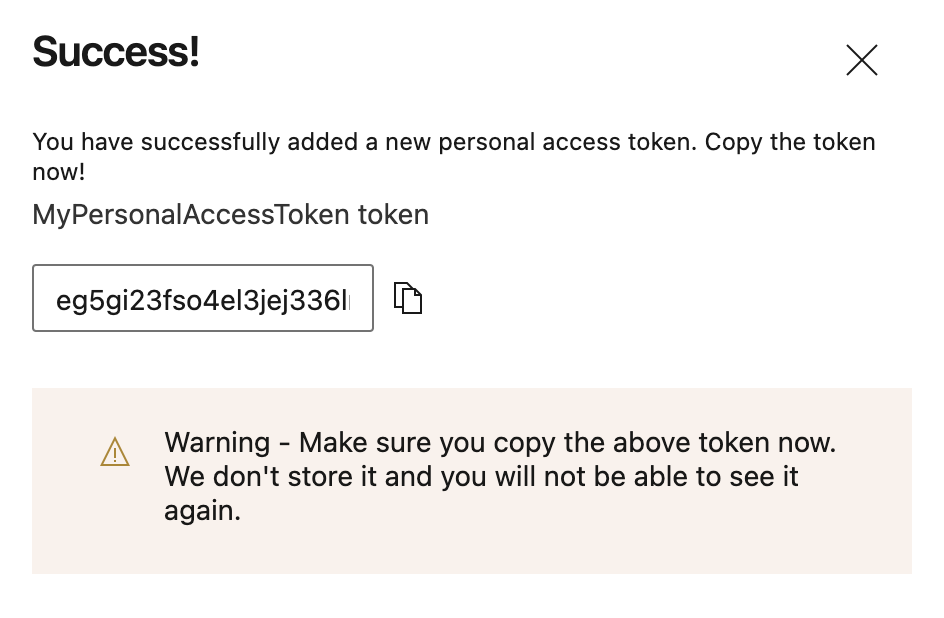 Success!
You have successfully added a new personal access token. Copy the token
now!
MyPersonalAccessToken token
eg5gi23fso4el3jej336l
Warning - Make sure you copy the above token now.
We don't store it and you will not be able to see it
again.